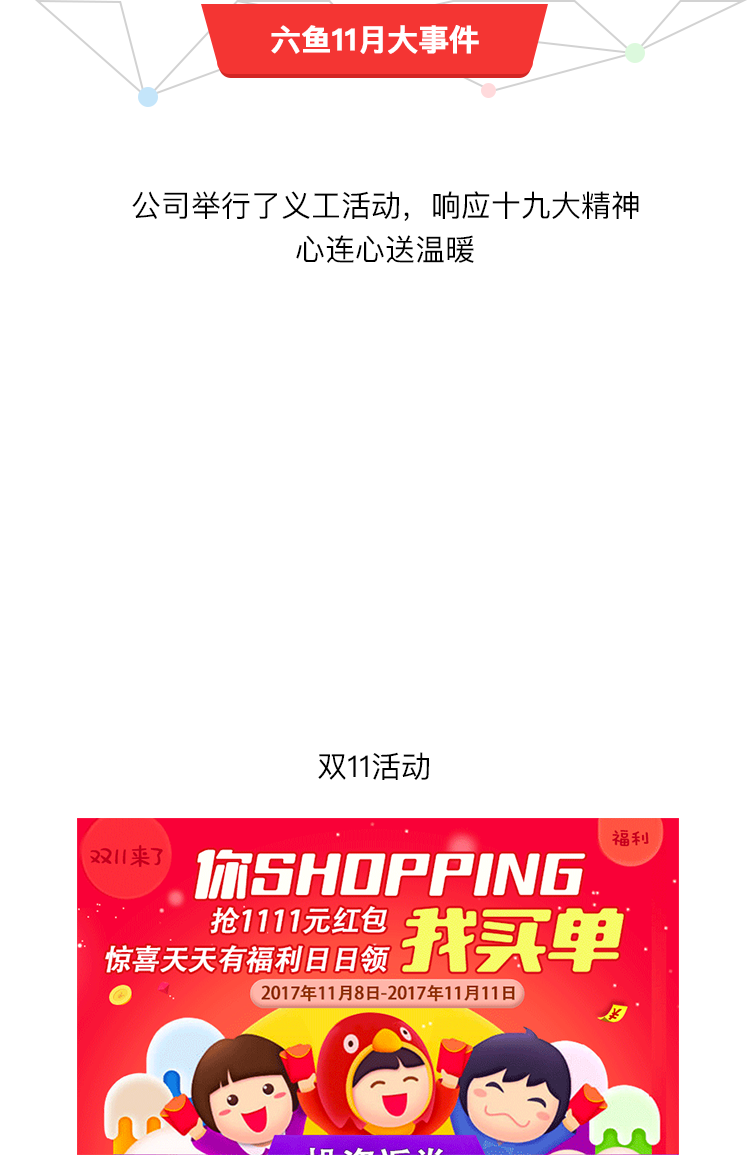 六鱼11月大事件
公司举行了义工活动，响应十九大精神
心连心送温暖
双11活动
双11来了
福利
你SHOPPING
抢1111元红包
我买单
惊喜天天有福利日日领
2017年11月8日-2017年11月11日